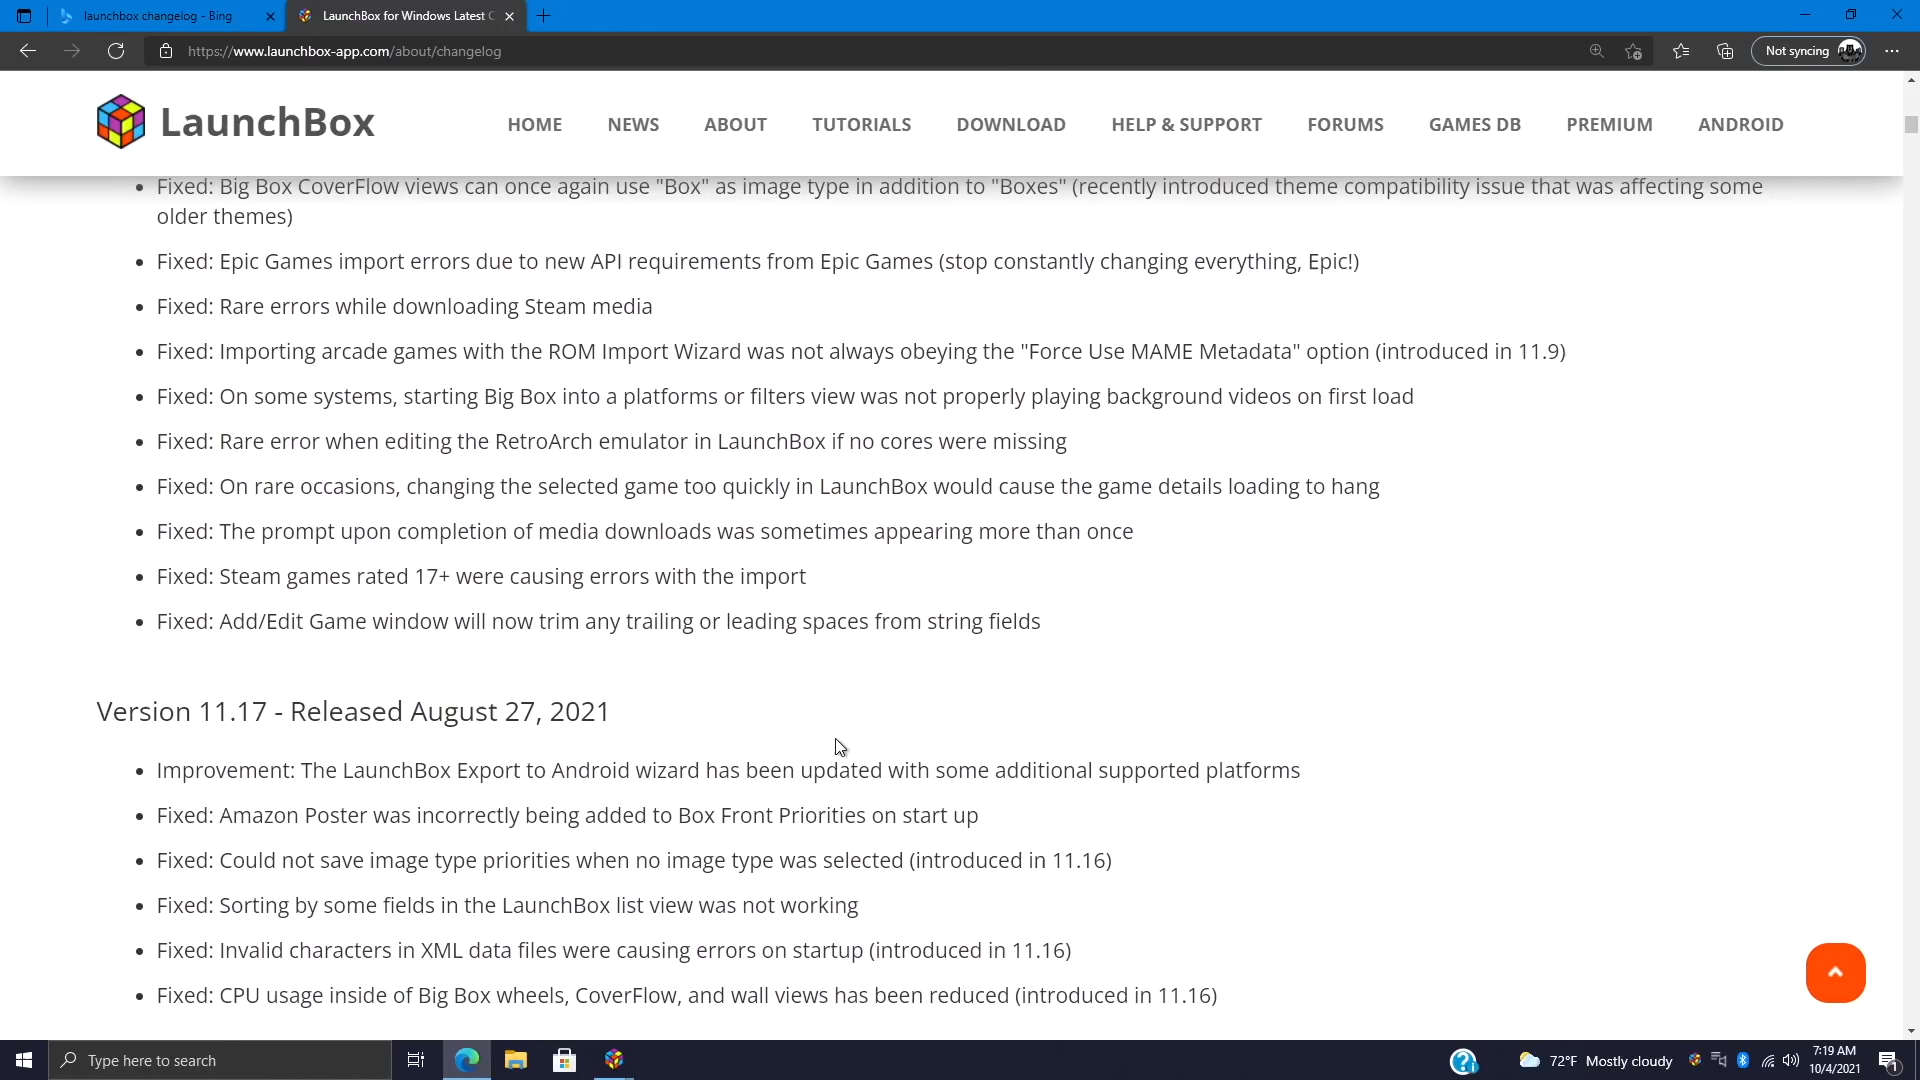 launchbox changelog - Bing
LaunchBox for Windows Latest C
https://www.launchbox-app.com/about/changelog
Not syncing
LaunchBox
HOME NEWS ABOUT TUTORIALS DOWNLOAD HELP & SUPPORT FORUMS GAMES DB PREMIUM ANDROID
Fixed: Big Box CoverFlow views can once again use "Box" as image type in addition to "Boxes" (recently introduced theme compatibility issue that was affecting some
older themes)
Fixed: Epic Games import errors due to new API requirements from Epic Games (stop constantly changing everything, Epic!)
Fixed: Rare errors while downloading Steam media
Fixed: Importing arcade games with the ROM Import Wizard was not always obeying the "Force Use MAME Metadata" option (introduced in 11.9)
Fixed: On some systems, starting Big Box into a platforms or filters view was not properly playing background videos on first load
Fixed: Rare error when editing the RetroArch emulator in LaunchBox if no cores were missing
Fixed: On rare occasions, changing the selected game too quickly in LaunchBox would cause the game details loading to hang
Fixed: The prompt upon completion of media downloads was sometimes appearing more than once
Fixed: Steam games rated 17+ were causing errors with the import
Fixed: Add/Edit Game window will now trim any trailing or leading spaces from string fields
Version 11.17 - Released August 27, 2021
Improvement: The LaunchBox Export to Android wizard has been updated with some additional supported platforms
Fixed: Amazon Poster was incorrectly being added to Box Front Priorities on start up
Fixed: Could not save image type priorities when no image type was selected (introduced in 11.16)
Fixed: Sorting by some fields in the LaunchBox list view was not working
Fixed: Invalid characters in XML data files were causing errors on startup (introduced in 11.16)
Fixed: CPU usage inside of Big Box wheels, CoverFlow, and wall views has been reduced (introduced in 11.16)
Type here to search
72°F Mostly cloudy
7:19 AM
10/4/2021
1